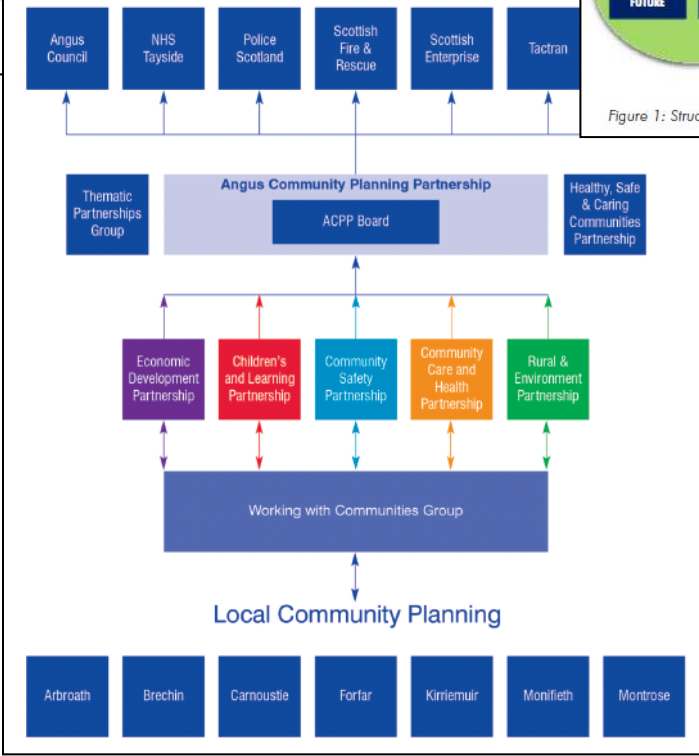 FUTURE
Figure 1: Struc
Angus
Council
NHS
Tayside
Police
Scotland
Scottish
Fire &
Rescue
Scottish
Enterprise
Tactran
Thematic
Partnerships
Group
Angus Community Planning Partnership
ACPP Board
Healthy, Safe
& Caring
Communities
Partnership
Economic
Development
Partnership
Children's
and Learning
Partnership
Community
Safety
Partnership
Community
Care and
Health
Partnership
Rural &
Environment
Partnership
Working with Communities Group
Local Community Planning
Arbroath
Brechin
Carnoustie
Forfar
Kirriemuir
Monifieth
Montrose